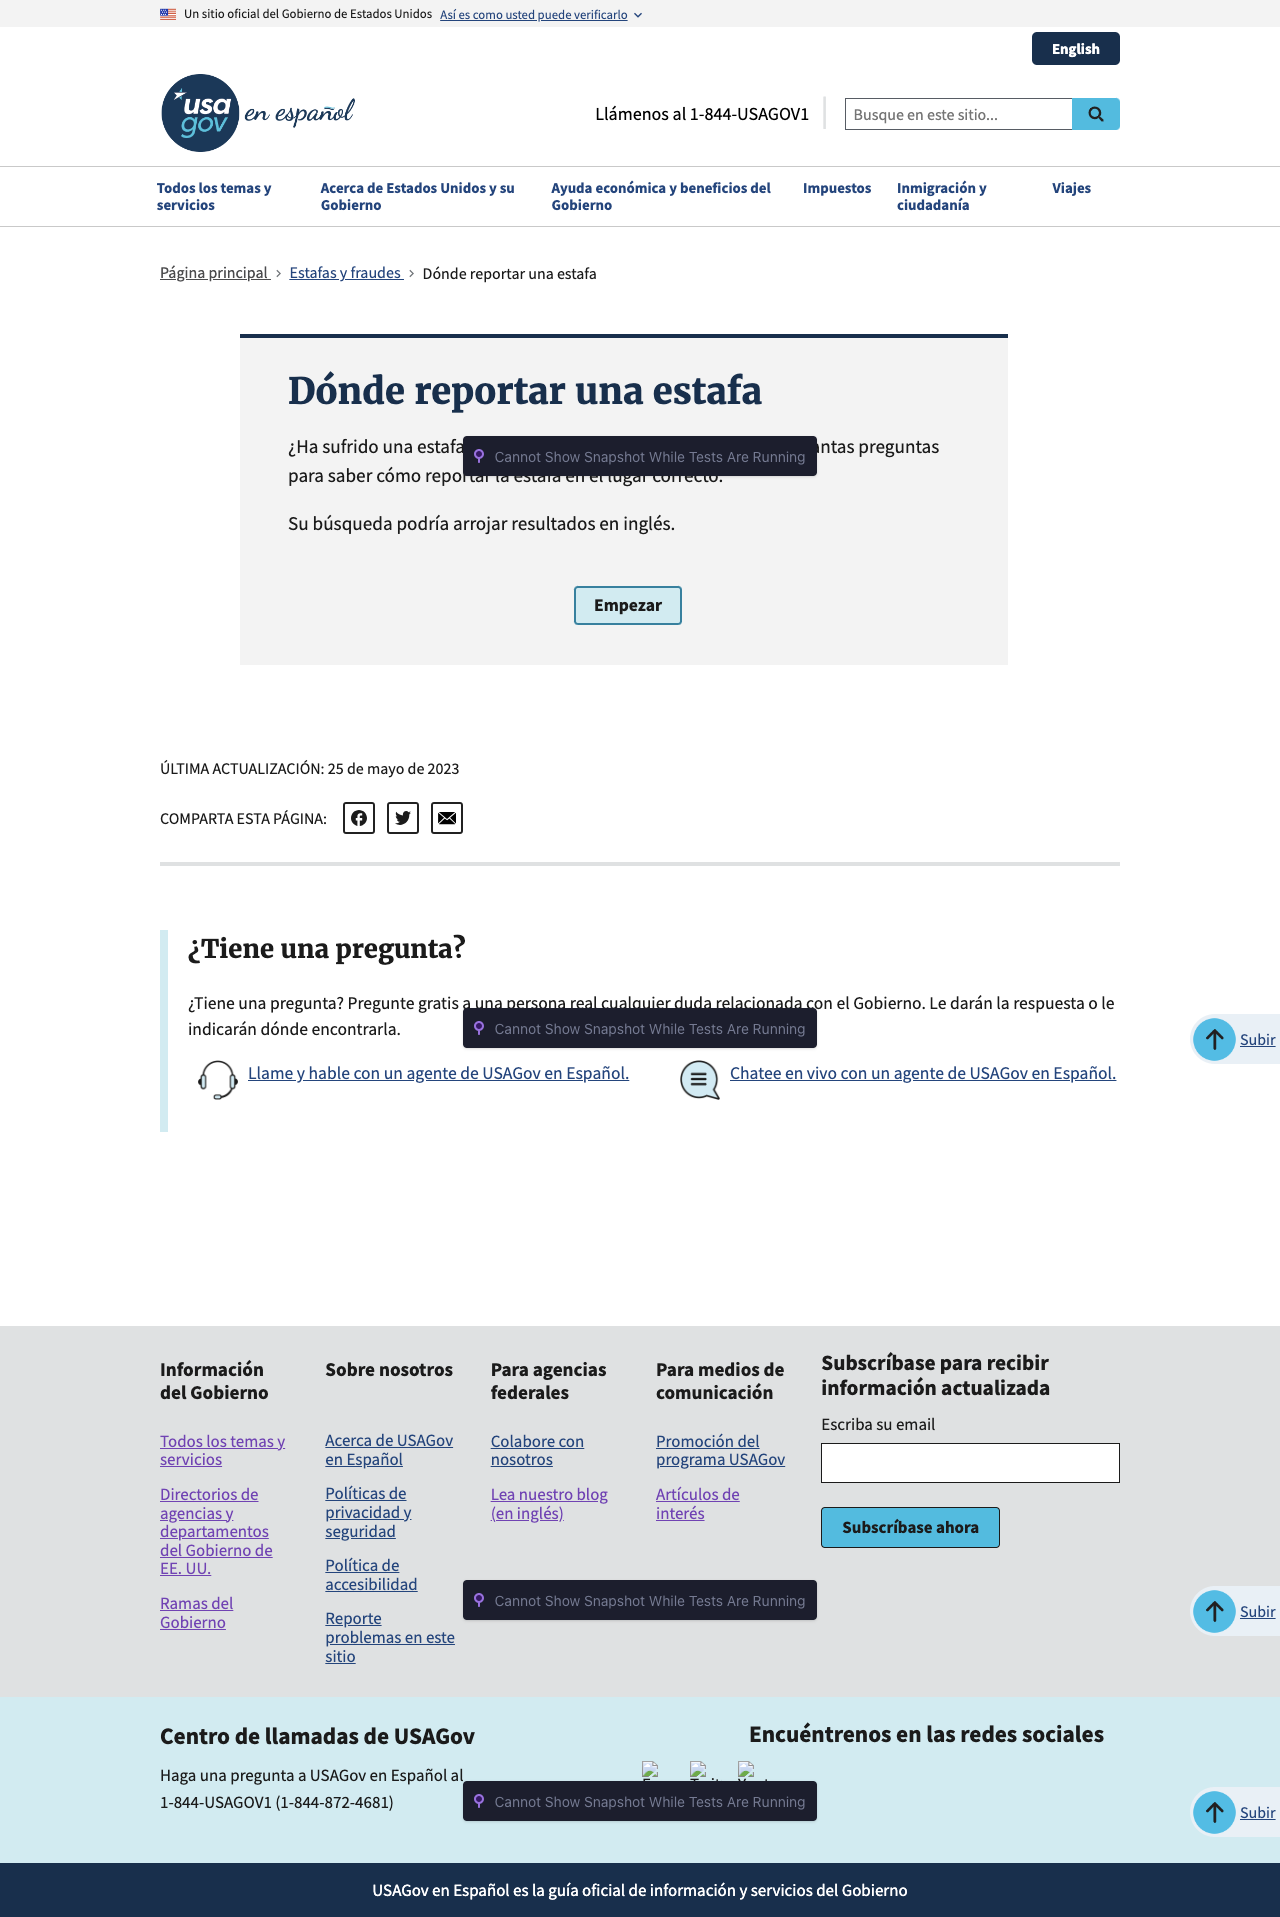 Un sitio oficial del Gobierno de Estados Unidos Así es como usted puede verificarlo
English
usa gov en español
Llámenos al 1-844-USAGOV1
Busque en este sitio...
Todos los temas y servicios
Acerca de Estados Unidos y su Gobierno
Ayuda económica y beneficios del Gobierno
Impuestos
Inmigración y ciudadanía
Viajes
Página principal
Estafas y fraudes
Dónde reportar una estafa
Dónde reportar una estafa
¿Ha sufrido una estafa
preguntas
Cannot Show Snapshot While Tests Are Running
para saber cómo reportar la estafa en el lugar correcto.
Su búsqueda podría arrojar resultados en inglés.
Empezar
ÚLTIMA ACTUALIZACIÓN: 25 de mayo de 2023
COMPARTA ESTA PÁGINA:
¿Tiene una pregunta?
¿Tiene una pregunta? Pregunte gratis a una persona real cualquier duda relacionada con el Gobierno. Le darán la respuesta o le
indicarán dónde encontrarla.
Cannot Show Snapshot While Tests Are Running
Subir
Llame y hable con un agente de USAGov en Español.
Chatee en vivo con un agente de USAGov en Español.
Información
del Gobierno
Todos los temas y
servicios
Directorios de
agencias y
departamentos
del Gobierno de
EE. UU.
Ramas del
Gobierno
Sobre nosotros
Acerca de USAGov
en Español
Políticas de
privacidad y
seguridad
Política de
accesibilidad
Reporte
problemas en este
sitio
Para agencias
federales
Colabore con
nosotros
Lea nuestro blog
(en inglés)
Para medios de
comunicación
Promoción del
programa USAGov
Artículos de
interés
Subscríbase para recibir
información actualizada
Escriba su email
Subscríbase ahora
Cannot Show Snapshot While Tests Are Running
Subir
Centro de llamadas de USAGov
Haga una pregunta a USAGov en Español al
1-844-USAGOV1 (1-844-872-4681)
Encuéntrenos en las redes sociales
Cannot Show Snapshot While Tests Are Running
Subir
USAGov en Español es la guía oficial de información y servicios del Gobierno